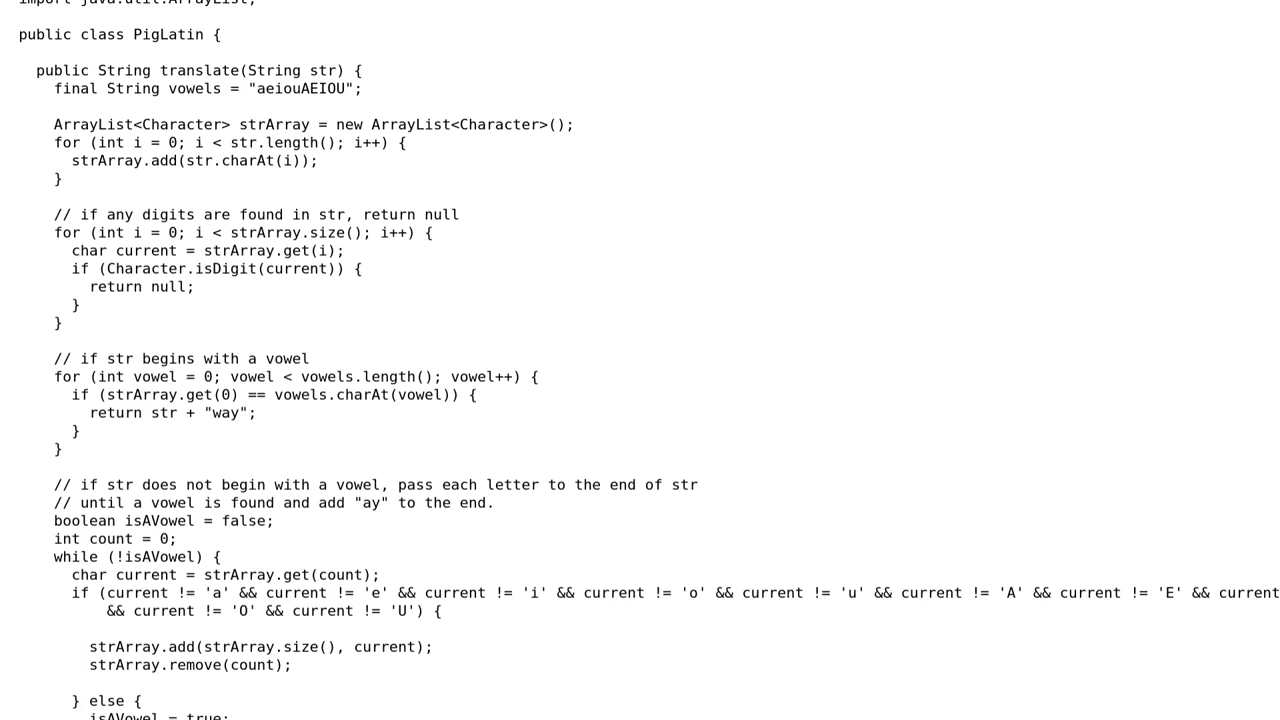 import java.util.ArrayList;
public class PigLatin {
public String translate(String str) {
final String vowels = "aeiouAEIOU";
ArrayList<Character> strArray = new ArrayList<Character>();
for (int i = 0; i < str.length(); i++) {
strArray.add(str.charAt(i));
}
// if any digits are found in str, return null
for (int i = 0; i < strArray.size(); i++) {
char current = strArray.get(i);
if (Character.isDigit(current)) {
return null;
}
}
// if str begins with a vowel
for (int vowel = 0; vowel < vowels.length(); vowel++) {
if (strArray.get(0) == vowels.charAt(vowel)) {
return str + "way";
}
}
// if str does not begin with a vowel, pass each letter to the end of str
// until a vowel is found and add "ay" to the end.
boolean isAVowel = false;
int count = 0;
while (!isAVowel) {
char current = strArray.get(count);
if (current != 'a' && current != 'e' && current != 'i' && current != 'o' && current != 'u' && current != 'A' && current != 'E' && current
&& current != 'O' && current != 'U') {
strArray.add(strArray.size(), current);
strArray.remove(count);
} else {
isAVowel = true;